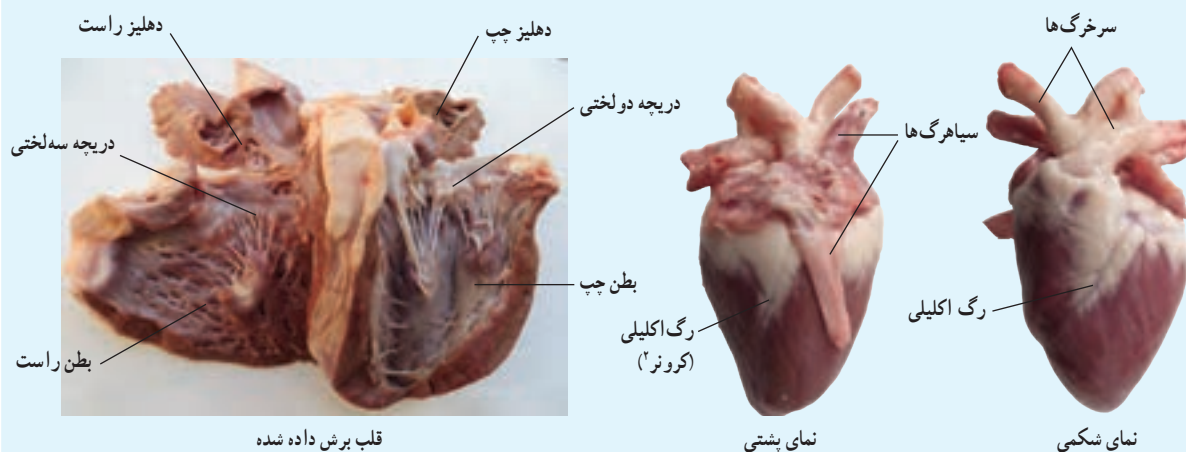 سرخرگ‌ها
رگ اکلیلی
نمای شکمی
سیاهرگ‌ها
رگ اکلیلی
(کرونر۲)
نمای پشتی
دهلیز راست
دهلیز چپ
دریچه دولختی
دریچه سه‌لختی
بطن چپ
بطن راست
قلب برش داده شده